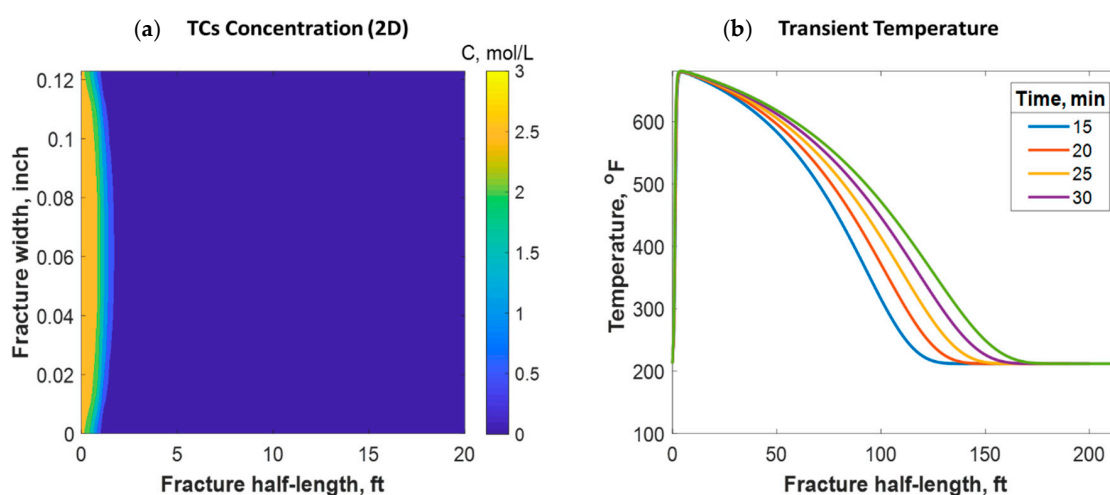 (a) TCs Concentration (2D)
C, mol/L
0.12
0.1
0.08
0.06
0.04
0.02
0
Fracture width, inch
0 5 10 15 20
Fracture half-length, ft
3
2.5
2
1.5
1
0.5
0
(b) Transient Temperature
600
500
400
300
200
100
Temperature, ºF
0 50 100 150 200
Fracture half-length, ft
Time, min
15
20
25
30